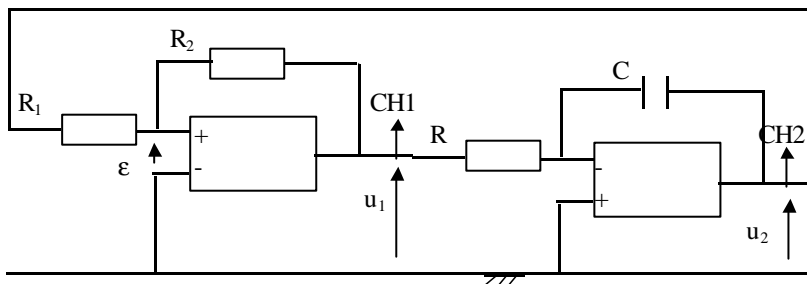 R₂
C
R₁
CH1
R
CH2
+
-
ε
-
+
u₁
u₂